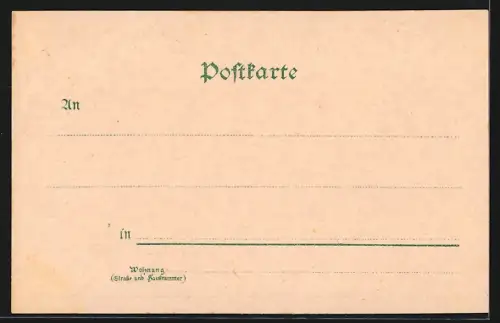 Postkarte
An
in
Wohnung
(Straße und Hausnummer)